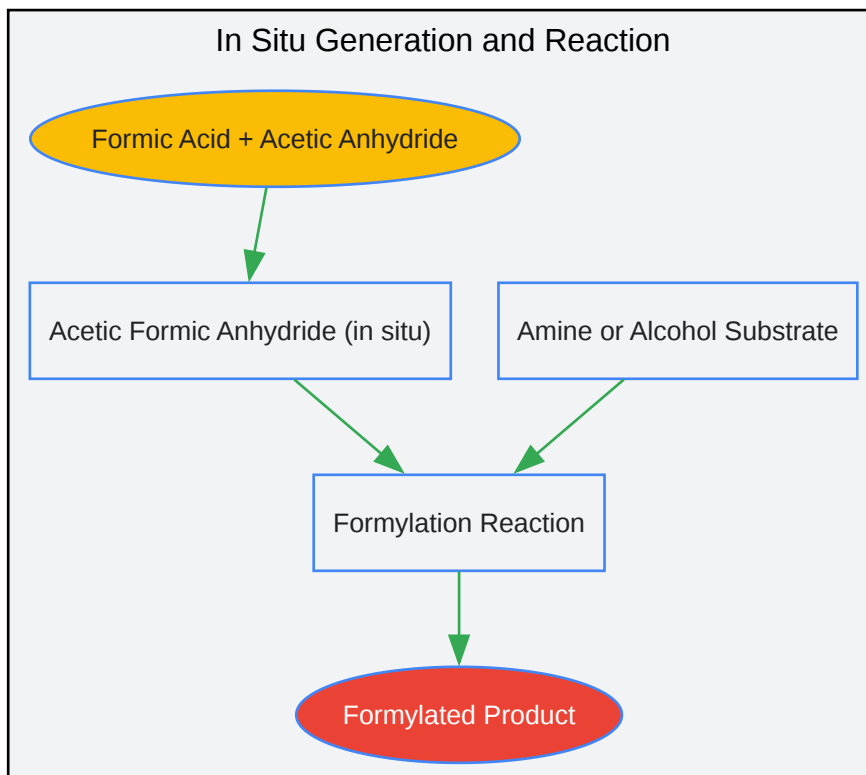 In Situ Generation and Reaction
Formic Acid + Acetic Anhydride
Acetic Formic Anhydride (in situ)
Amine or Alcohol Substrate
Formylation Reaction
Formylated Product